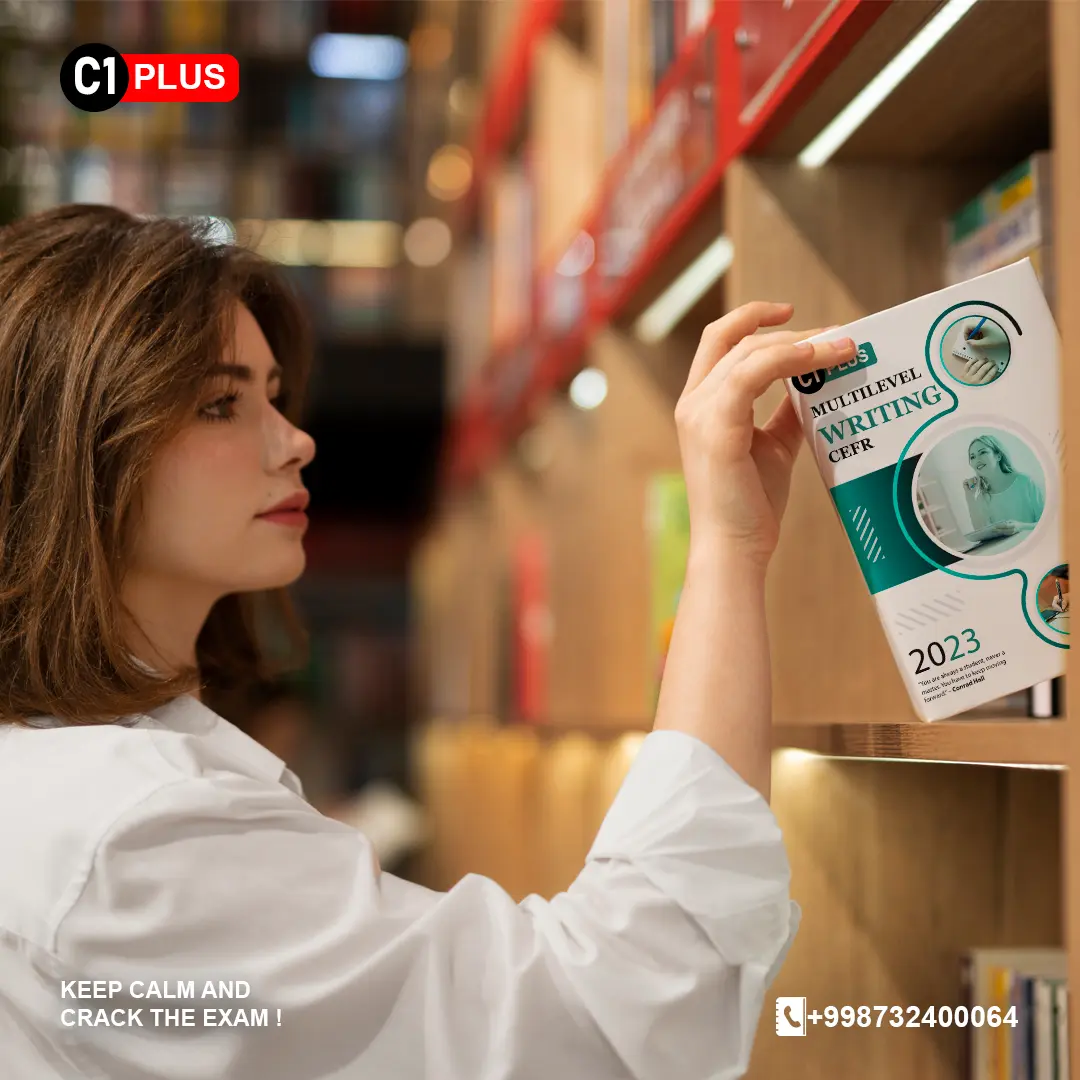 C1 PLUS
C1 PLUS
MULTILEVEL
WRITING
CEFR
2023
"You are always a student, never a
master. You have to keep moving
forward." – Conrad Hall
KEEP CALM AND
CRACK THE EXAM !
+998732400064